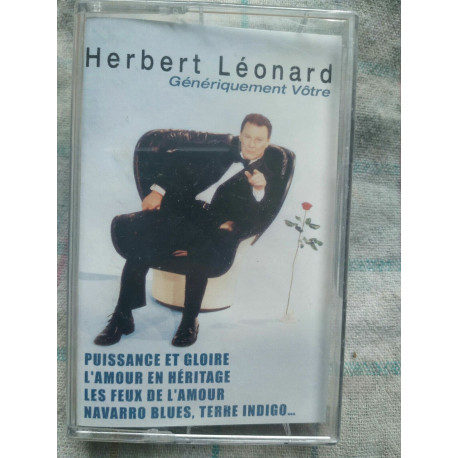 Herbert Léonard
Génériquement Vôtre
PUISSANCE ET GLOIRE
L'AMOUR EN HÉRITAGE
LES FEUX DE L'AMOUR
NAVARRO BLUES, TERRE INDIGO...